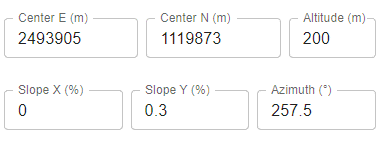 Center E (m) Center N (m) Altitude (m)
2493905 1119873 200
Slope X (%) Slope Y (%) Azimuth (°)
0 0.3 257.5